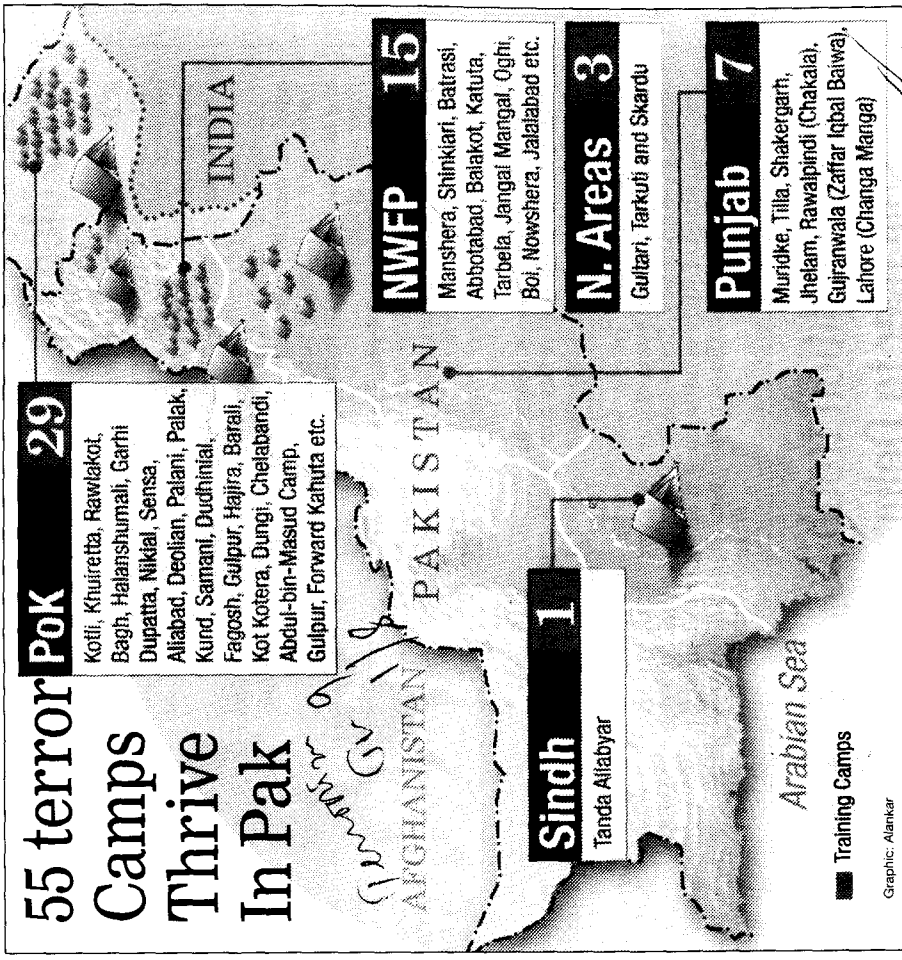 55 terror
Camps
Thrive
In Pak
PoK 29
Kotli, Khuiretta, Rawlakot,
Bagh, Halanshumali, Garhi
Dupatta, Nikial, Sensa,
Aliabad, Deolian, Palani, Palak,
Kund, Samani, Dudhinial,
Fagosh, Gulpur, Hajira, Barali,
Kot Kotera, Dungi, Chelabandi,
Abdul-bin-Masud Camp,
Gulpur, Forward Kahuta etc.
INDIA
NWFP 15
Manshera, Shinkiari, Batrasi,
Abbotabad, Balakot, Katuta,
Tarbela, Jangal Mangal, Oghi,
Boi, Nowshera, Jalalabad etc.
N. Areas 3
Gultari, Tarkuti and Skardu
Punjab 7
Muridke, Tilla, Shakergarh,
Jhelam, Rawalpindi (Chakala),
Gujranwala (Zaffar Iqbal Baiwa),
Lahore (Changa Manga)
AFGHANISTAN
PAKISTAN
Sindh 1
Tanda Allabyar
Arabian Sea
Training Camps
Graphic: Alankar